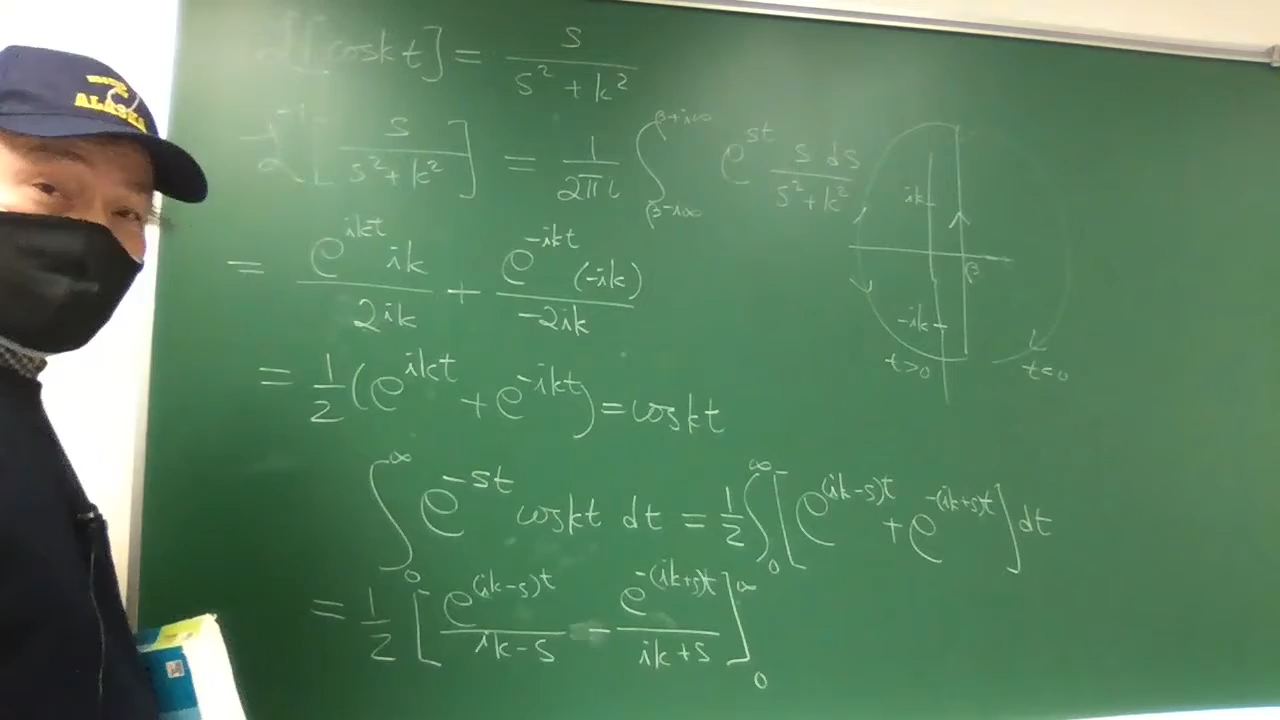 ALASKA
L[cos kt] = s / (s² + k²)
L⁻¹[s / (s² + k²)] = 1/(2πi) ∫_{β-i∞}^{β+i∞} e^{st} s ds / (s² + k²)
= e^{ikt} ik / 2ik + e^{-ikt} (-ik) / -2ik
= 1/2 (e^{ikt} + e^{-ikt}) = cos kt
ik
β
-ik
t>0
t<0
∫_0^∞ e^{-st} cos kt dt = 1/2 ∫_0^∞ [e^{(ik-s)t} + e^{-(ik+s)t}] dt
= 1/2 [e^{(ik-s)t} / (ik-s) - e^{-(ik+s)t} / (ik+s)]_0^∞